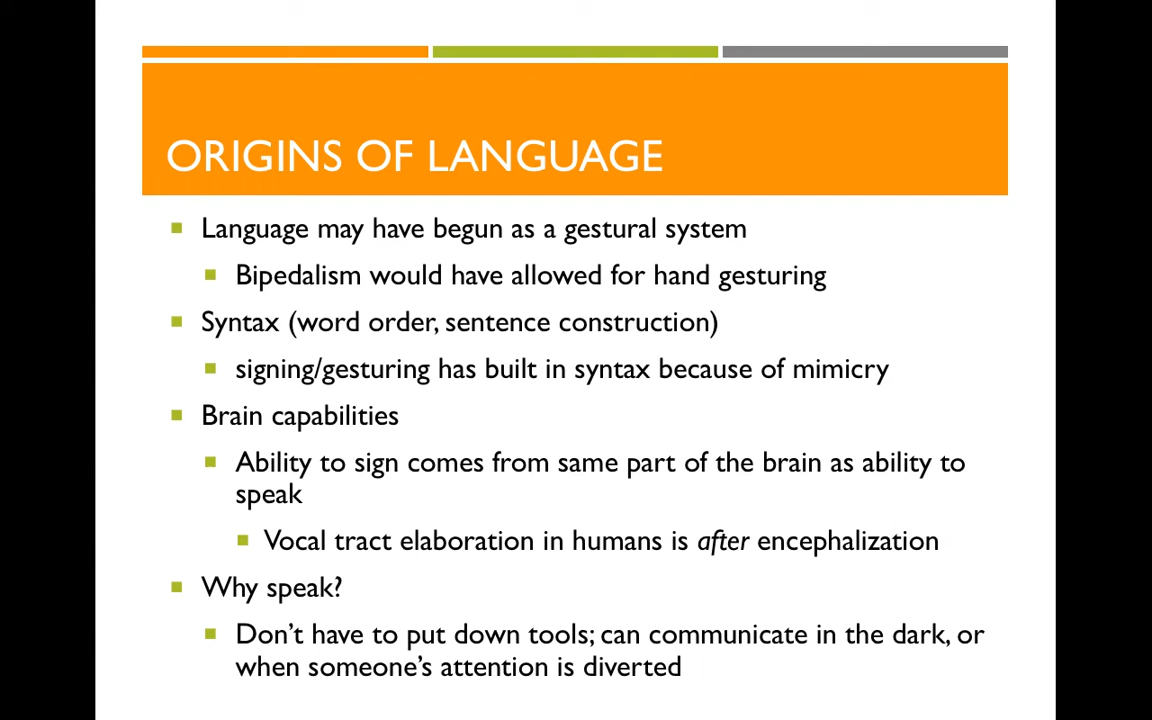 ORIGINS OF LANGUAGE
Language may have begun as a gestural system
Bipedalism would have allowed for hand gesturing
Syntax (word order, sentence construction)
signing/gesturing has built in syntax because of mimicry
Brain capabilities
Ability to sign comes from same part of the brain as ability to
speak
Vocal tract elaboration in humans is after encephalization
Why speak?
Don’t have to put down tools; can communicate in the dark, or
when someone’s attention is diverted